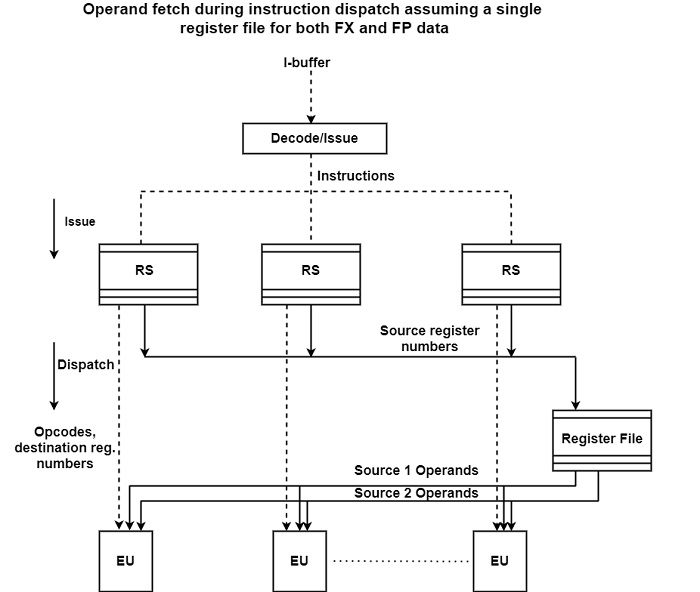 Operand fetch during instruction dispatch assuming a single
register file for both FX and FP data
I-buffer
Decode/Issue
Instructions
Issue
RS
RS
RS
Source register
numbers
Dispatch
Opcodes,
destination reg.
numbers
Register File
Source 1 Operands
Source 2 Operands
EU
EU
EU